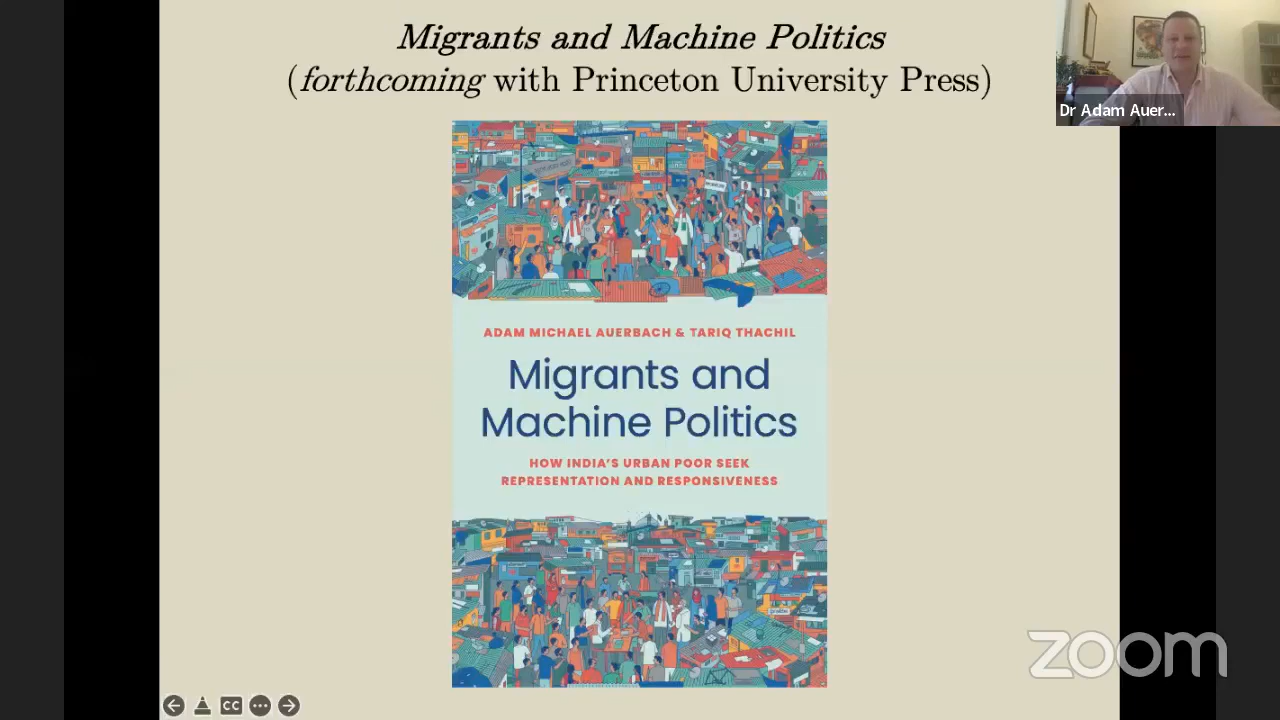 Migrants and Machine Politics
(forthcoming with Princeton University Press)
Dr Adam Auer...
ADAM MICHAEL AUERBACH & TARIQ THACHIL
Migrants and
Machine Politics
HOW INDIA'S URBAN POOR SEEK
REPRESENTATION AND RESPONSIVENESS
zoom
CC